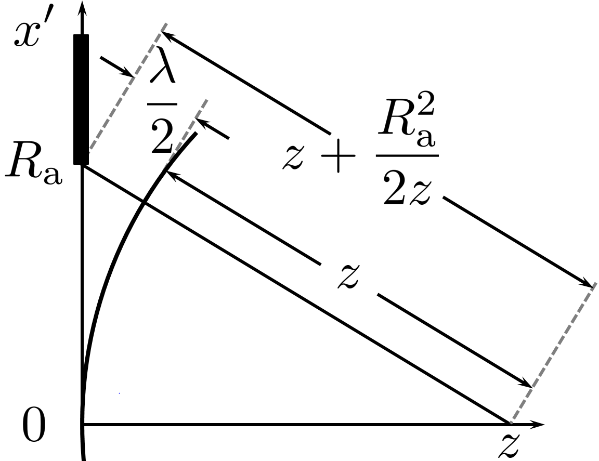 x′
λ/2
z + R_a^2/2z
R_a
z
0
z